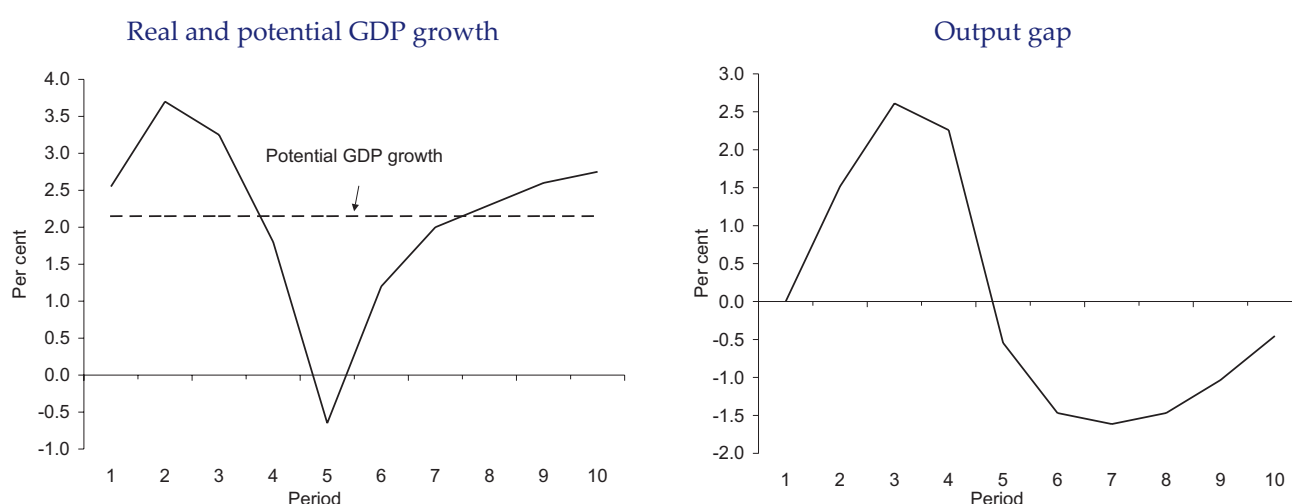 Real and potential GDP growth
4.0
3.5
3.0
2.5
2.0
1.5
1.0
0.5
0.0
-0.5
-1.0
Per cent
Potential GDP growth
1 2 3 4 5 6 7 8 9 10
Period
Output gap
3.0
2.5
2.0
1.5
1.0
0.5
0.0
-0.5
-1.0
-1.5
-2.0
Per cent
1 2 3 4 5 6 7 8 9 10
Period